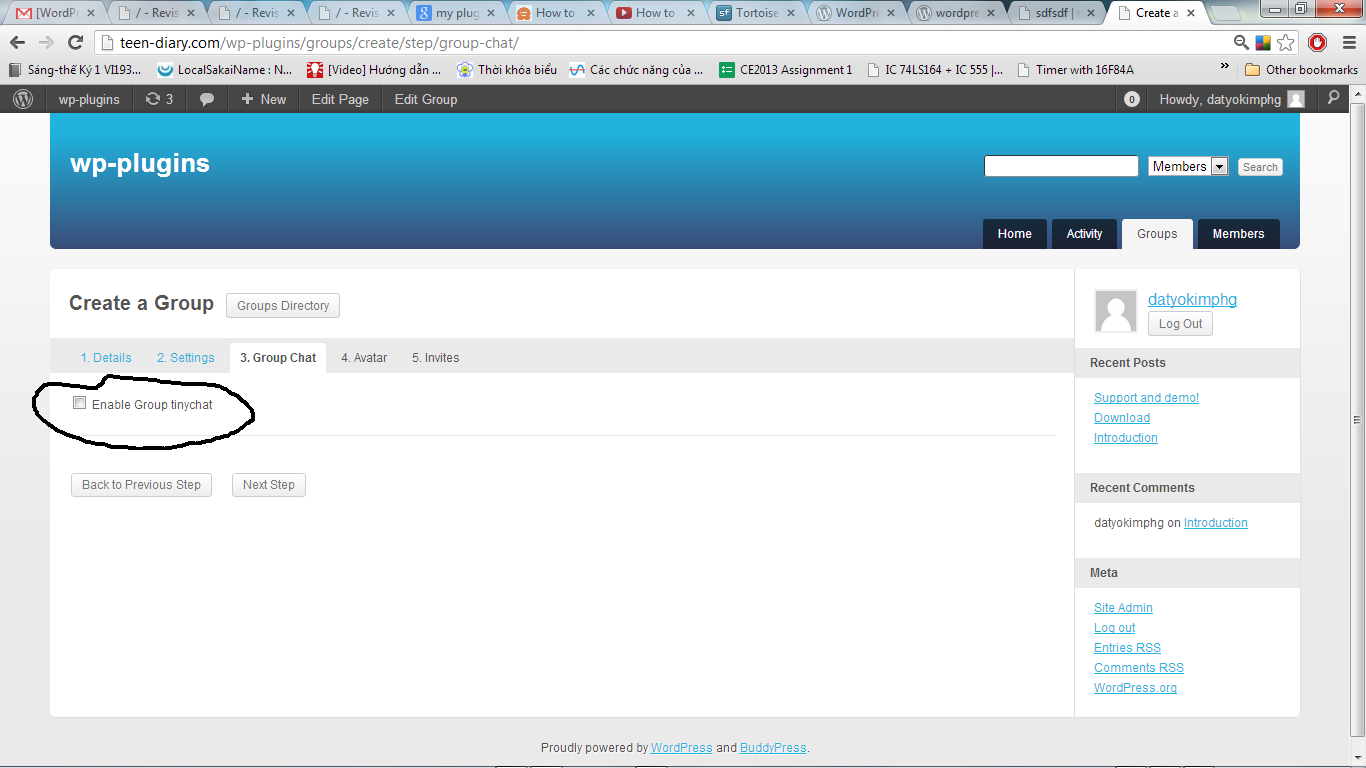 [WordPr
/ - Revis
/ - Revis
/ - Revis
my plug
How to
How to
Tortoise
WordPre
wordpre
sdfsdf |
Create a
teen-diary.com/wp-plugins/groups/create/step/group-chat/
Sáng-thế Ký 1 VI193...
LocalSakaiName : N...
[Video] Hướng dẫn ...
Thời khóa biểu
Các chức năng của ...
CE2013 Assignment 1
IC 74LS164 + IC 555 |...
Timer with 16F84A
»
Other bookmarks
wp-plugins
3
+ New
Edit Page
Edit Group
0
Howdy, datyokimphg
wp-plugins
Members
Search
Home
Activity
Groups
Members
Create a Group
Groups Directory
1. Details
2. Settings
3. Group Chat
4. Avatar
5. Invites
Enable Group tinychat
Back to Previous Step
Next Step
datyokimphg
Log Out
Recent Posts
Support and demo!
Download
Introduction
Recent Comments
datyokimphg on Introduction
Meta
Site Admin
Log out
Entries RSS
Comments RSS
WordPress.org
Proudly powered by WordPress and BuddyPress.